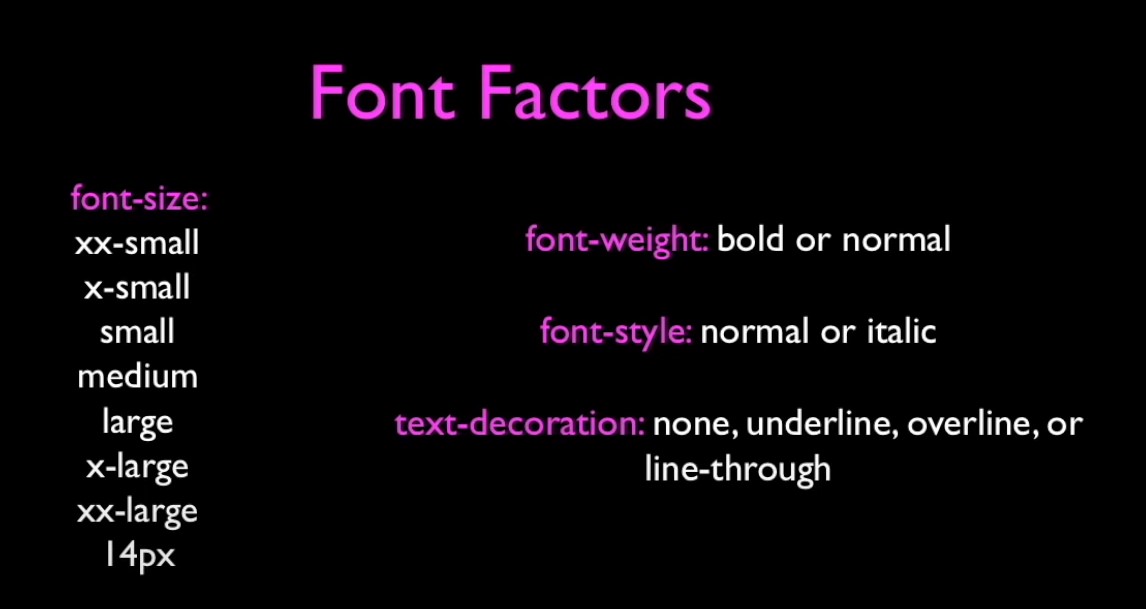 Font Factors
font-size:
xx-small
x-small
small
medium
large
x-large
xx-large
14px
font-weight: bold or normal
font-style: normal or italic
text-decoration: none, underline, overline, or
line-through